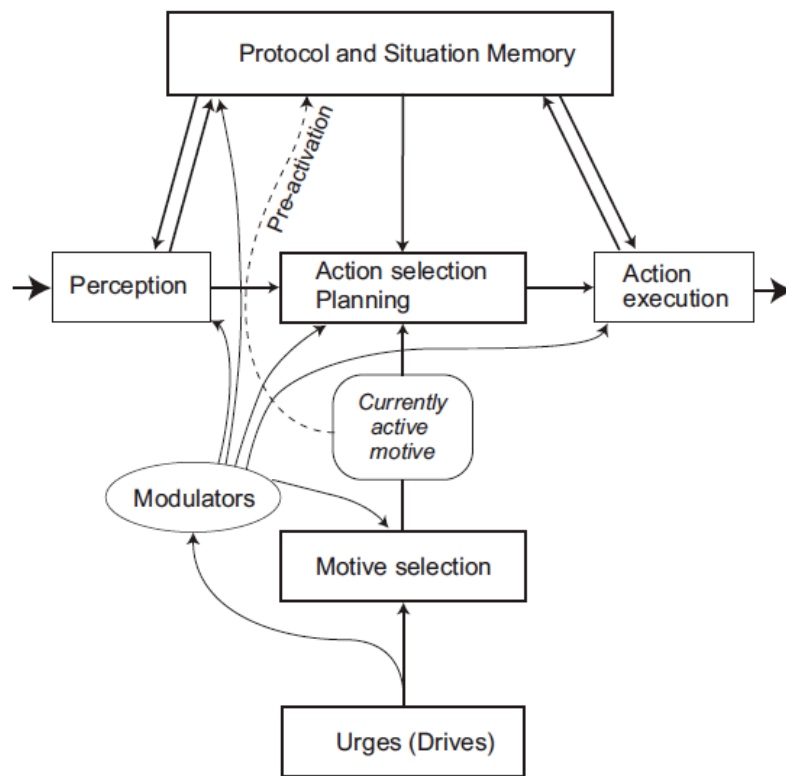 Protocol and Situation Memory
Pre-activation
Perception
Action selection
Planning
Action
execution
Currently
active
motive
Modulators
Motive selection
Urges (Drives)